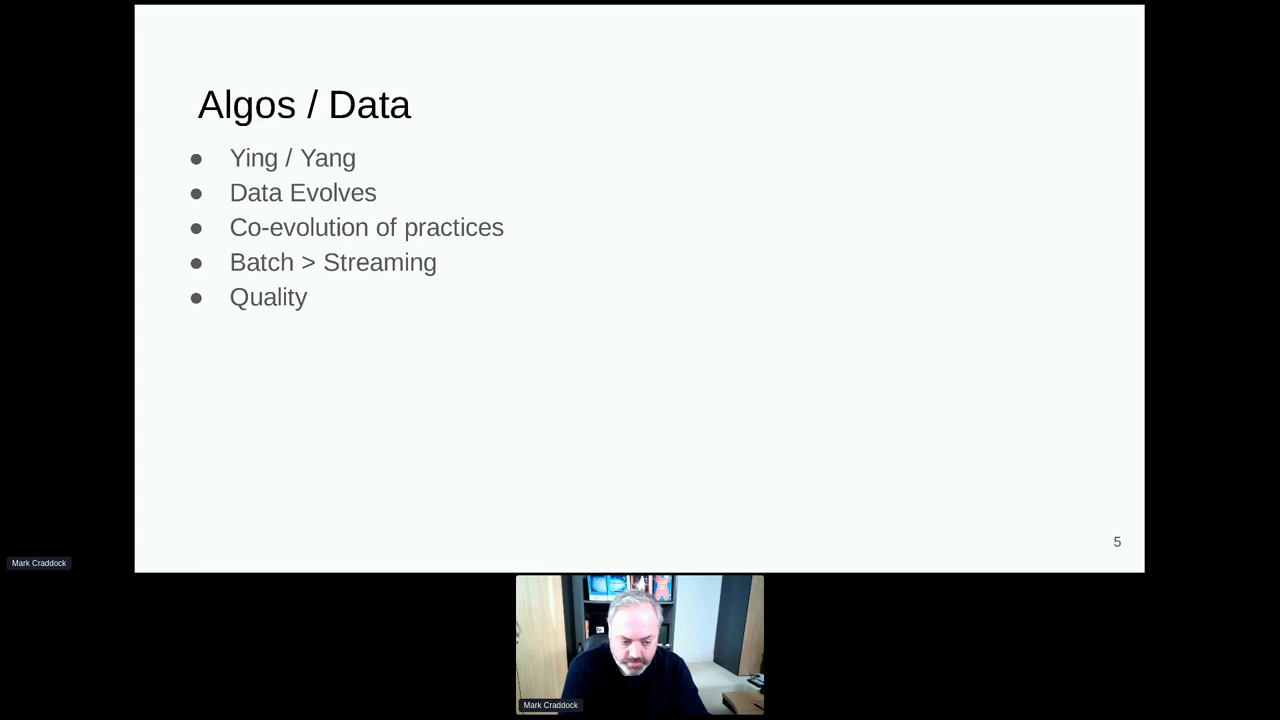 Algos / Data
● Ying / Yang
● Data Evolves
● Co-evolution of practices
● Batch > Streaming
● Quality
5
Mark Craddock
Mark Craddock